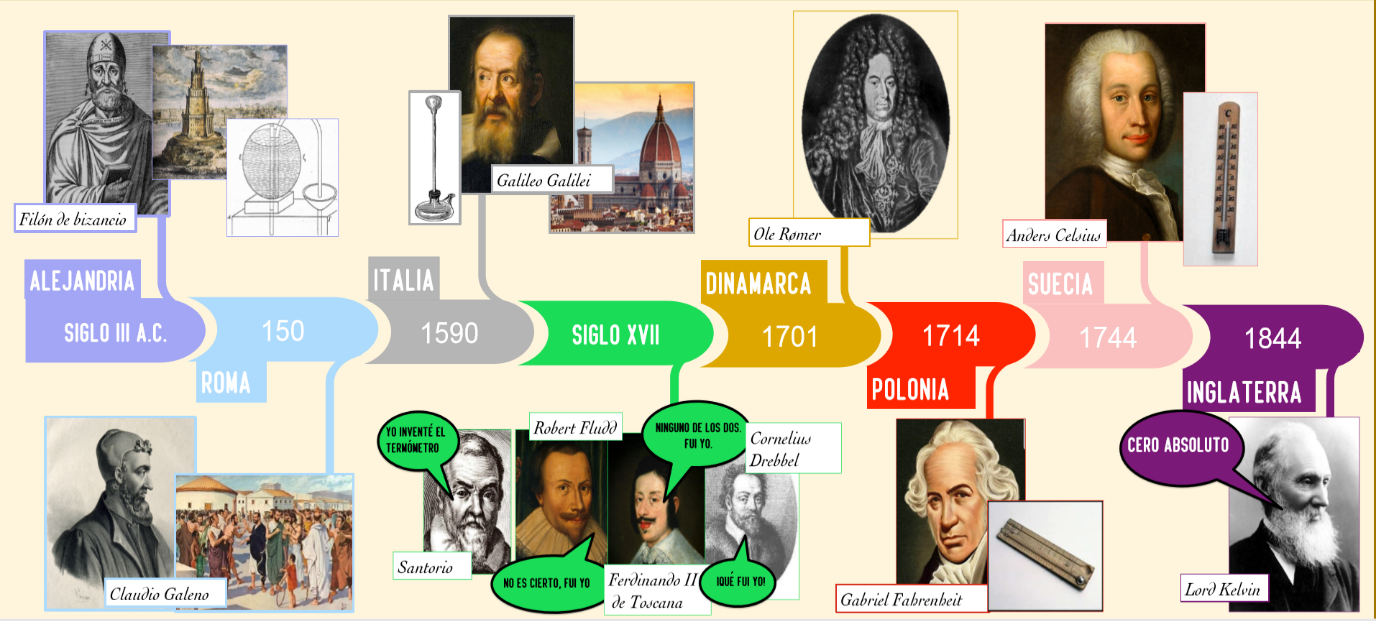 Filón de bizancio
ALEJANDRIA
SIGLO III A.C.
150
ROMA
Claudio Galeno
ITALIA
1590
Galileo Galilei
SIGLO XVII
YO INVENTÉ EL
TERMÓMETRO
Santorio
Robert Fludd
NO ES CIERTO, FUI YO
NINGUNO DE LOS DOS.
FUI YO.
Ferdinando II
de Toscana
Cornelius
Drebbel
¡QUÉ FUI YO!
Ole Rømer
DINAMARCA
1701
1714
POLONIA
Gabriel Fahrenheit
Anders Celsius
C
SUECIA
1744
1844
INGLATERRA
CERO ABSOLUTO
Lord Kelvin